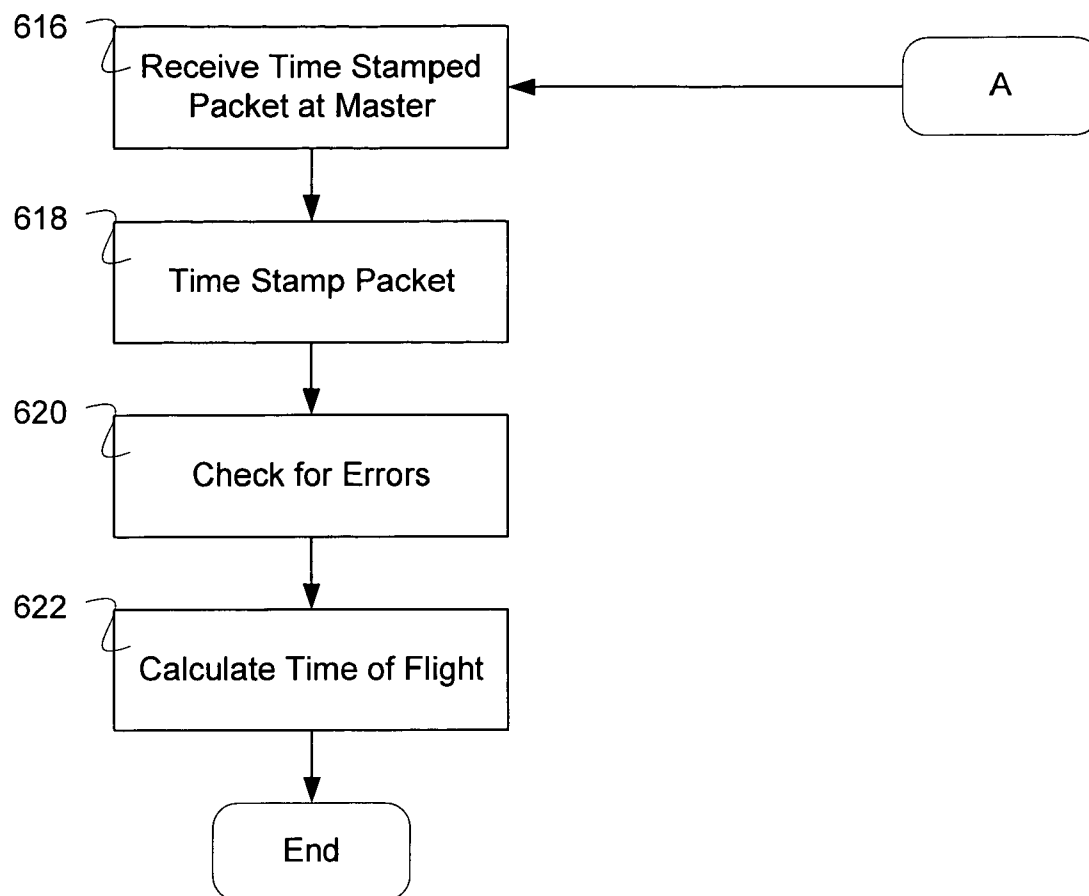 616
Receive Time Stamped
Packet at Master
A
618
Time Stamp Packet
620
Check for Errors
622
Calculate Time of Flight
End